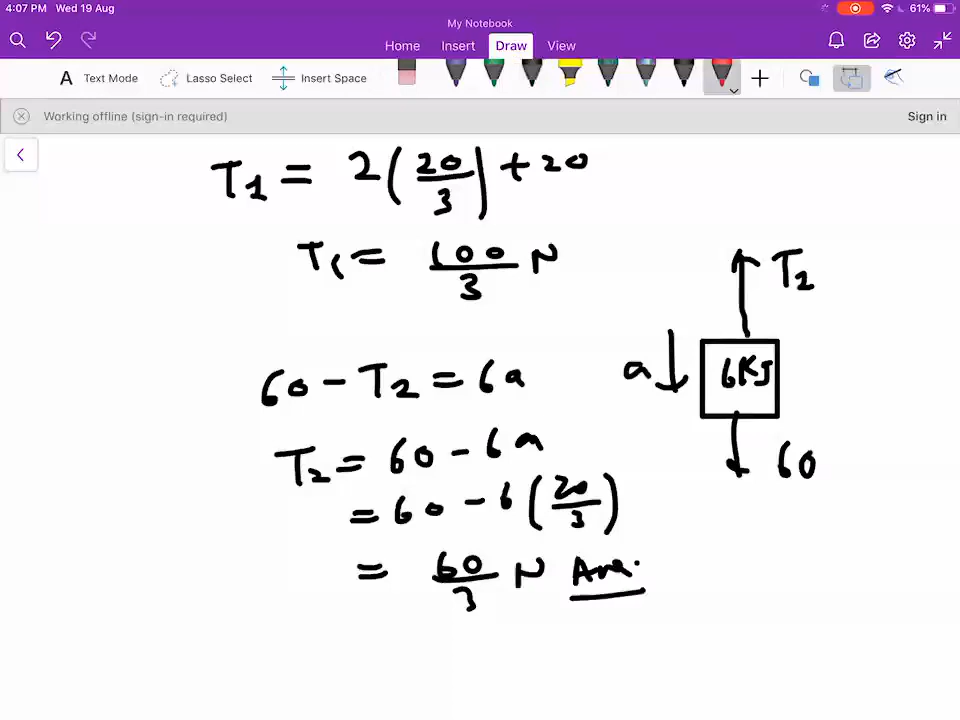 4:07 PM Wed 19 Aug
61%
My Notebook
Home Insert Draw View
A Text Mode Lasso Select Insert Space
Working offline (sign-in required) Sign in
T1 = 2(20/3) + 20
T1 = 100/3 N
T2
60 - T2 = 6a
a 6KJ
T2 = 60 - 6a
60
= 60 - 6(20/3)
= 60/3 N Ans.